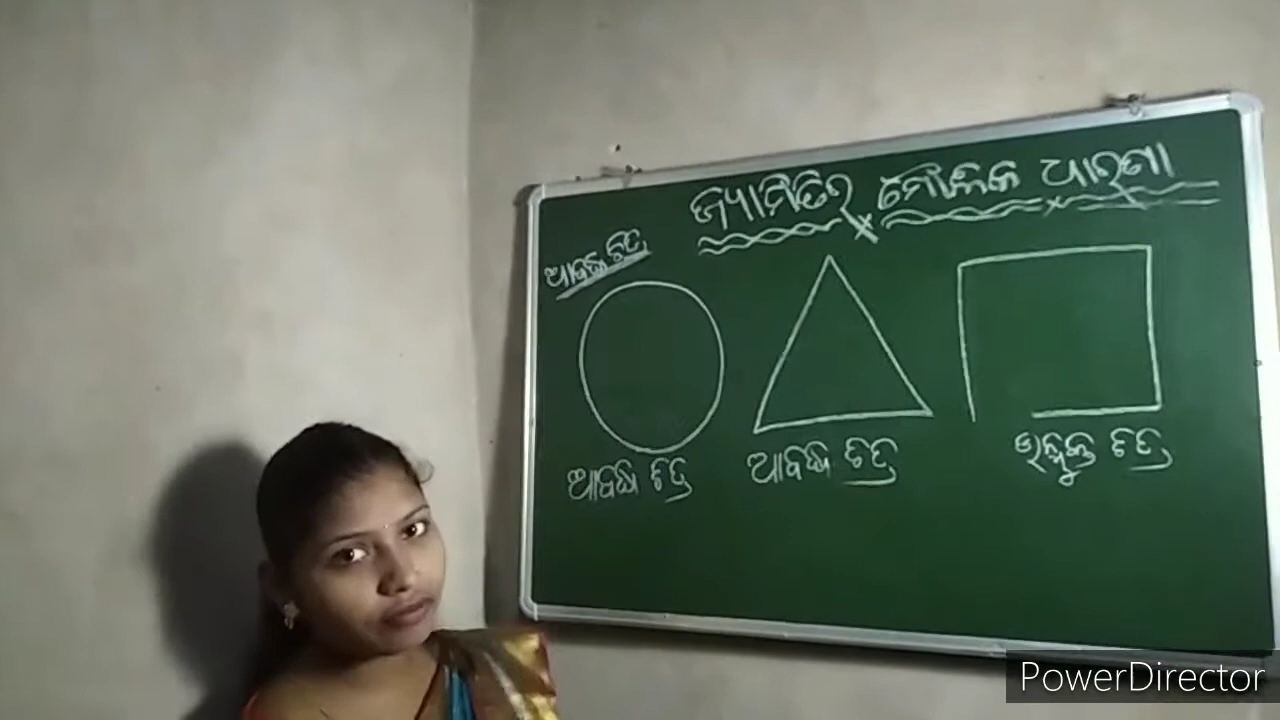 ଜ୍ୟାମିତିର ମୌଳିକ ଧାରଣା
ଆବଦ୍ଧ ଚିତ୍ର
ଆବଦ୍ଧ ଚିତ୍ର
ଆବଦ୍ଧ ଚିତ୍ର
ଉନ୍ମୁକ୍ତ ଚିତ୍ର
PowerDirector